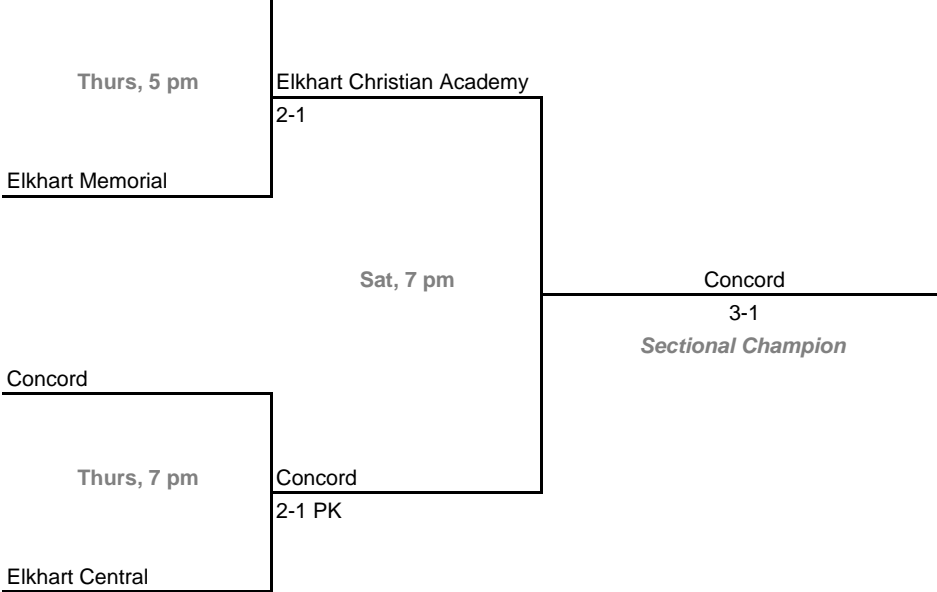 Thurs, 5 pm
Elkhart Christian Academy
2-1
Elkhart Memorial
Sat, 7 pm
Concord
3-1
Sectional Champion
Concord
Thurs, 7 pm
Concord
2-1 PK
Elkhart Central